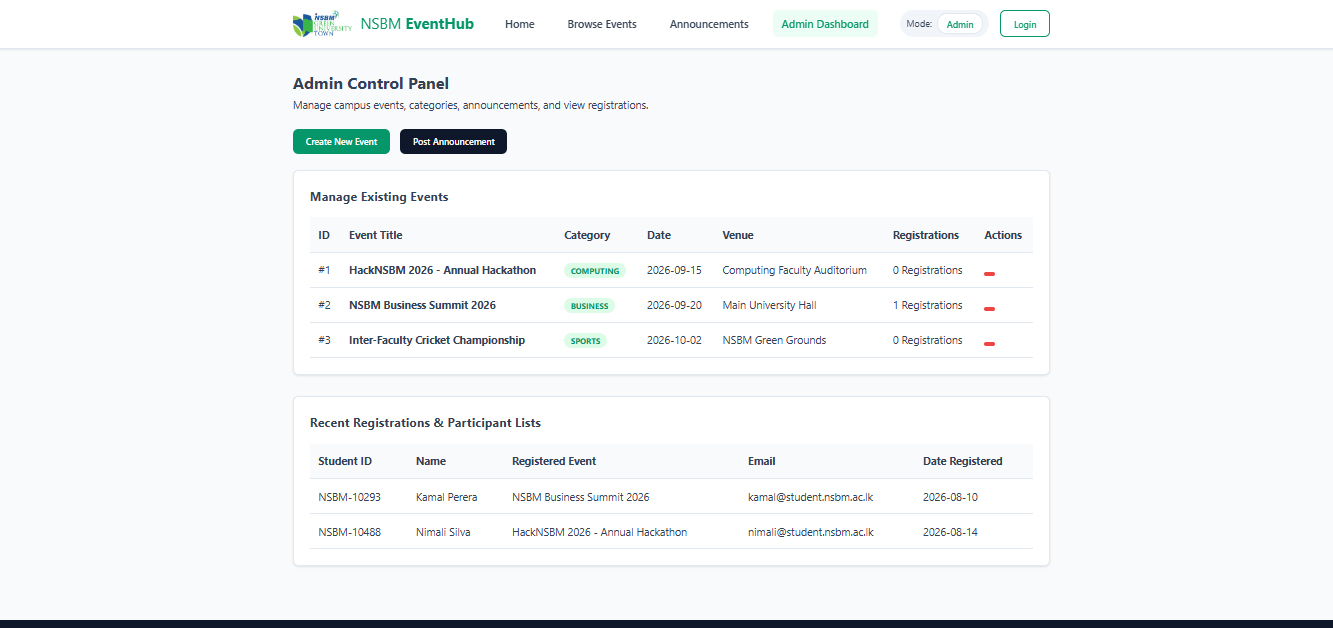 NSBM
GREEN
UNIVERSITY
TOWN
NSBM EventHub
Home
Browse Events
Announcements
Admin Dashboard
Mode: Admin
Login
Admin Control Panel
Manage campus events, categories, announcements, and view registrations.
Create New Event
Post Announcement
Manage Existing Events
ID Event Title Category Date Venue Registrations Actions
#1 HackNSBM 2026 - Annual Hackathon COMPUTING 2026-09-15 Computing Faculty Auditorium 0 Registrations
#2 NSBM Business Summit 2026 BUSINESS 2026-09-20 Main University Hall 1 Registrations
#3 Inter-Faculty Cricket Championship SPORTS 2026-10-02 NSBM Green Grounds 0 Registrations
Recent Registrations & Participant Lists
Student ID Name Registered Event Email Date Registered
NSBM-10293 Kamal Perera NSBM Business Summit 2026 kamal@student.nsbm.ac.lk 2026-08-10
NSBM-10488 Nimali Silva HackNSBM 2026 - Annual Hackathon nimali@student.nsbm.ac.lk 2026-08-14